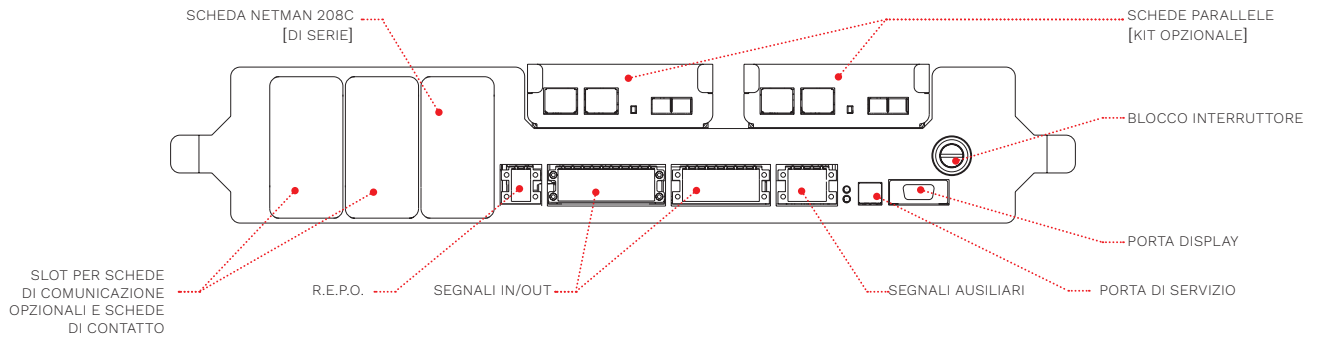 SCHEDA NETMAN 208C
[DI SERIE]
SCHEDE PARALLELE
[KIT OPZIONALE]
BLOCCO INTERRUTTORE
PORTA DISPLAY
SLOT PER SCHEDE
DI COMUNICAZIONE
OPZIONALI E SCHEDE
DI CONTATTO
R.E.P.O.
SEGNALI IN/OUT
SEGNALI AUSILIARI
PORTA DI SERVIZIO